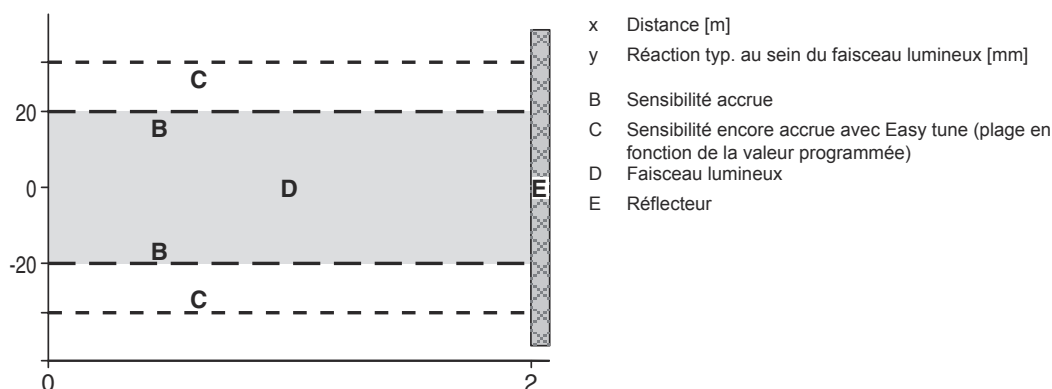 C
20
B
0
D
E
B
-20
C
0
2
x Distance [m]
y Réaction typ. au sein du faisceau lumineux [mm]
B Sensibilité accrue
C Sensibilité encore accrue avec Easy tune (plage en
fonction de la valeur programmée)
D Faisceau lumineux
E Réflecteur